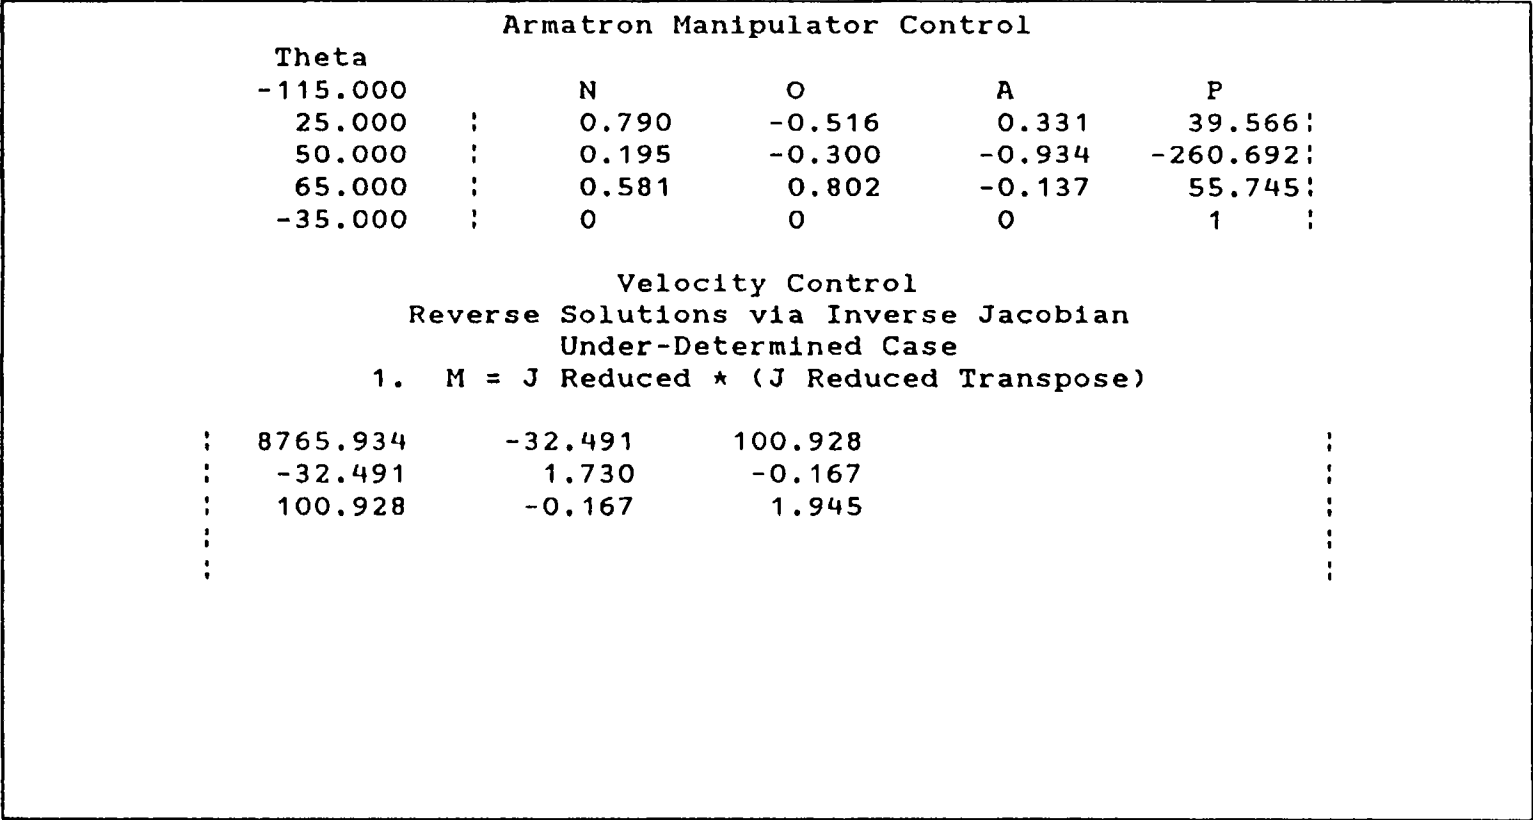 Armatron Manipulator Control
Theta
-115.000 N O A P
25.000 ¦ 0.790 -0.516 0.331 39.566¦
50.000 ¦ 0.195 -0.300 -0.934 -260.692¦
65.000 ¦ 0.581 0.802 -0.137 55.745¦
-35.000 ¦ 0 0 0 1 ¦
Velocity Control
Reverse Solutions via Inverse Jacobian
Under-Determined Case
1. M = J Reduced * (J Reduced Transpose)
¦ 8765.934 -32.491 100.928 ¦
¦ -32.491 1.730 -0.167 ¦
¦ 100.928 -0.167 1.945 ¦
¦ ¦
¦ ¦